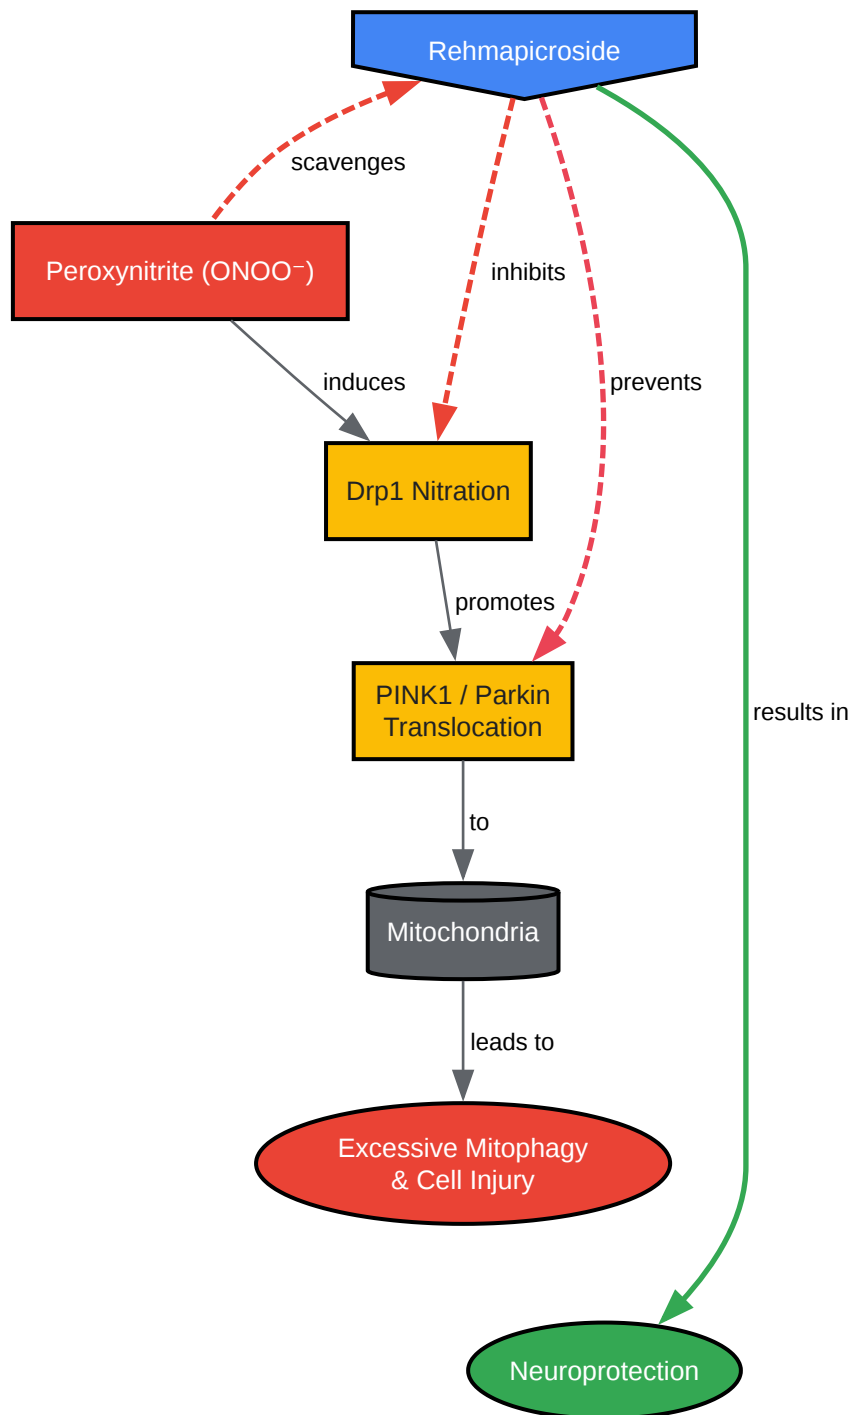 Rehmapicroside
scavenges
Peroxynitrite (ONOO⁻)
inhibits
induces
prevents
Drp1 Nitration
promotes
PINK1 / Parkin
Translocation
results in
to
Mitochondria
leads to
Excessive Mitophagy
& Cell Injury
Neuroprotection